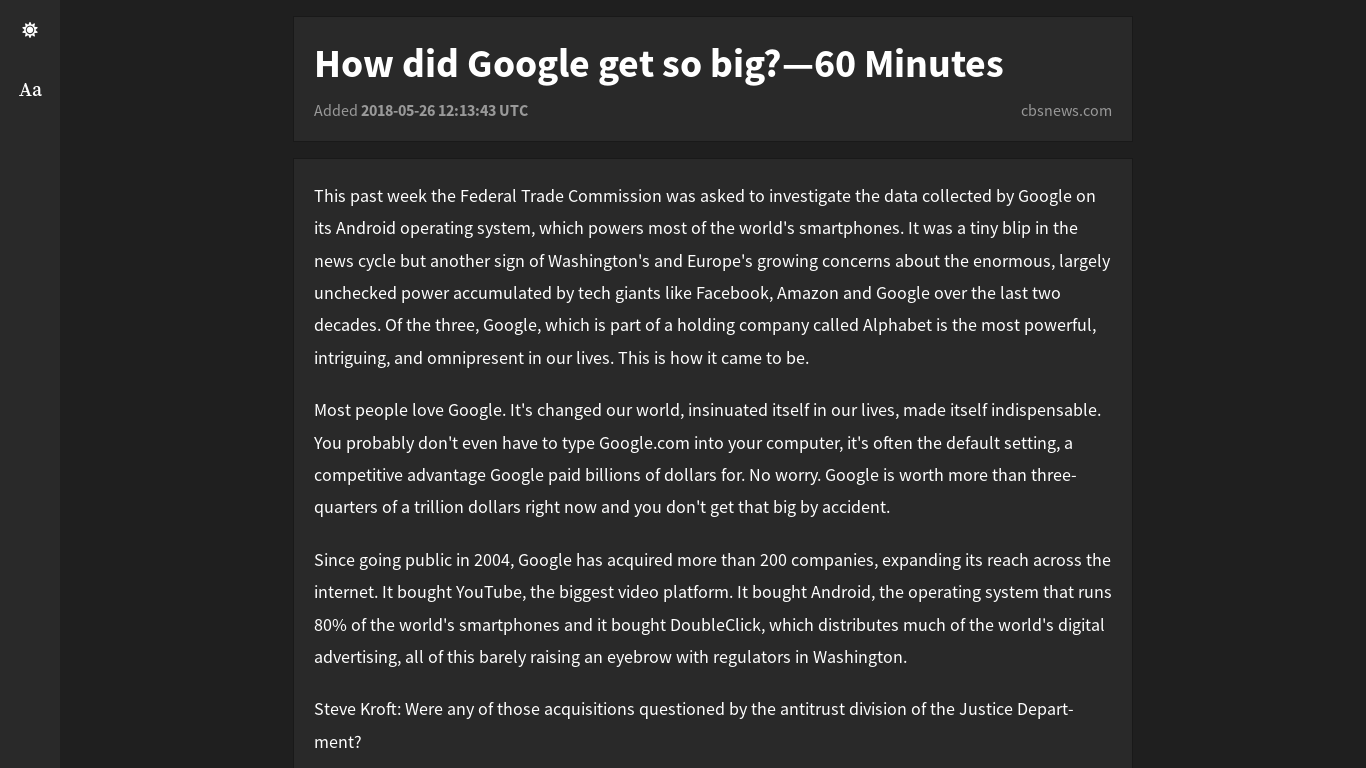 Aa
How did Google get so big?—60 Minutes
Added 2018-05-26 12:13:43 UTC
cbsnews.com
This past week the Federal Trade Commission was asked to investigate the data collected by Google on
its Android operating system, which powers most of the world's smartphones. It was a tiny blip in the
news cycle but another sign of Washington's and Europe's growing concerns about the enormous, largely
unchecked power accumulated by tech giants like Facebook, Amazon and Google over the last two
decades. Of the three, Google, which is part of a holding company called Alphabet is the most powerful,
intriguing, and omnipresent in our lives. This is how it came to be.
Most people love Google. It's changed our world, insinuated itself in our lives, made itself indispensable.
You probably don't even have to type Google.com into your computer, it's often the default setting, a
competitive advantage Google paid billions of dollars for. No worry. Google is worth more than three-
quarters of a trillion dollars right now and you don't get that big by accident.
Since going public in 2004, Google has acquired more than 200 companies, expanding its reach across the
internet. It bought YouTube, the biggest video platform. It bought Android, the operating system that runs
80% of the world's smartphones and it bought DoubleClick, which distributes much of the world's digital
advertising, all of this barely raising an eyebrow with regulators in Washington.
Steve Kroft: Were any of those acquisitions questioned by the antitrust division of the Justice Depart-
ment?